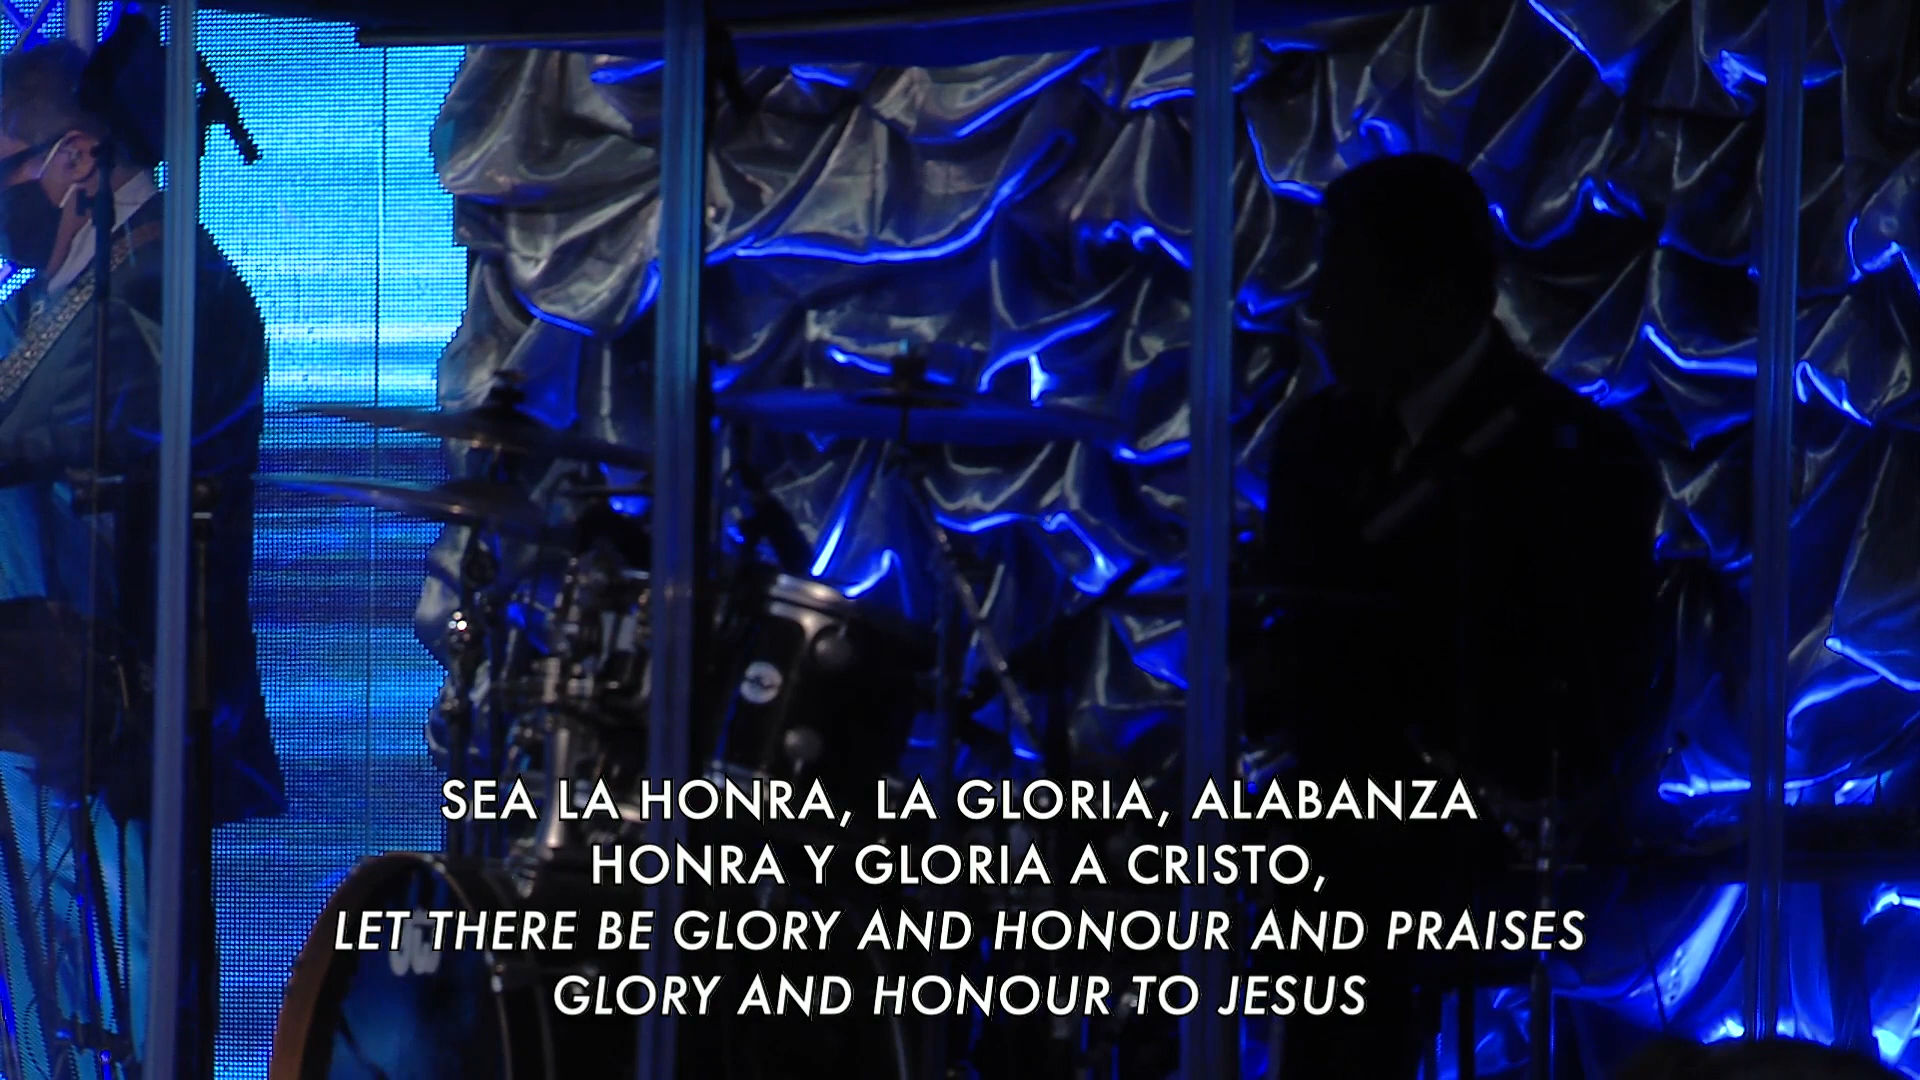 SEA LA HONRA, LA GLORIA, ALABANZA
HONRA Y GLORIA A CRISTO,
LET THERE BE GLORY AND HONOUR AND PRAISES
GLORY AND HONOUR TO JESUS